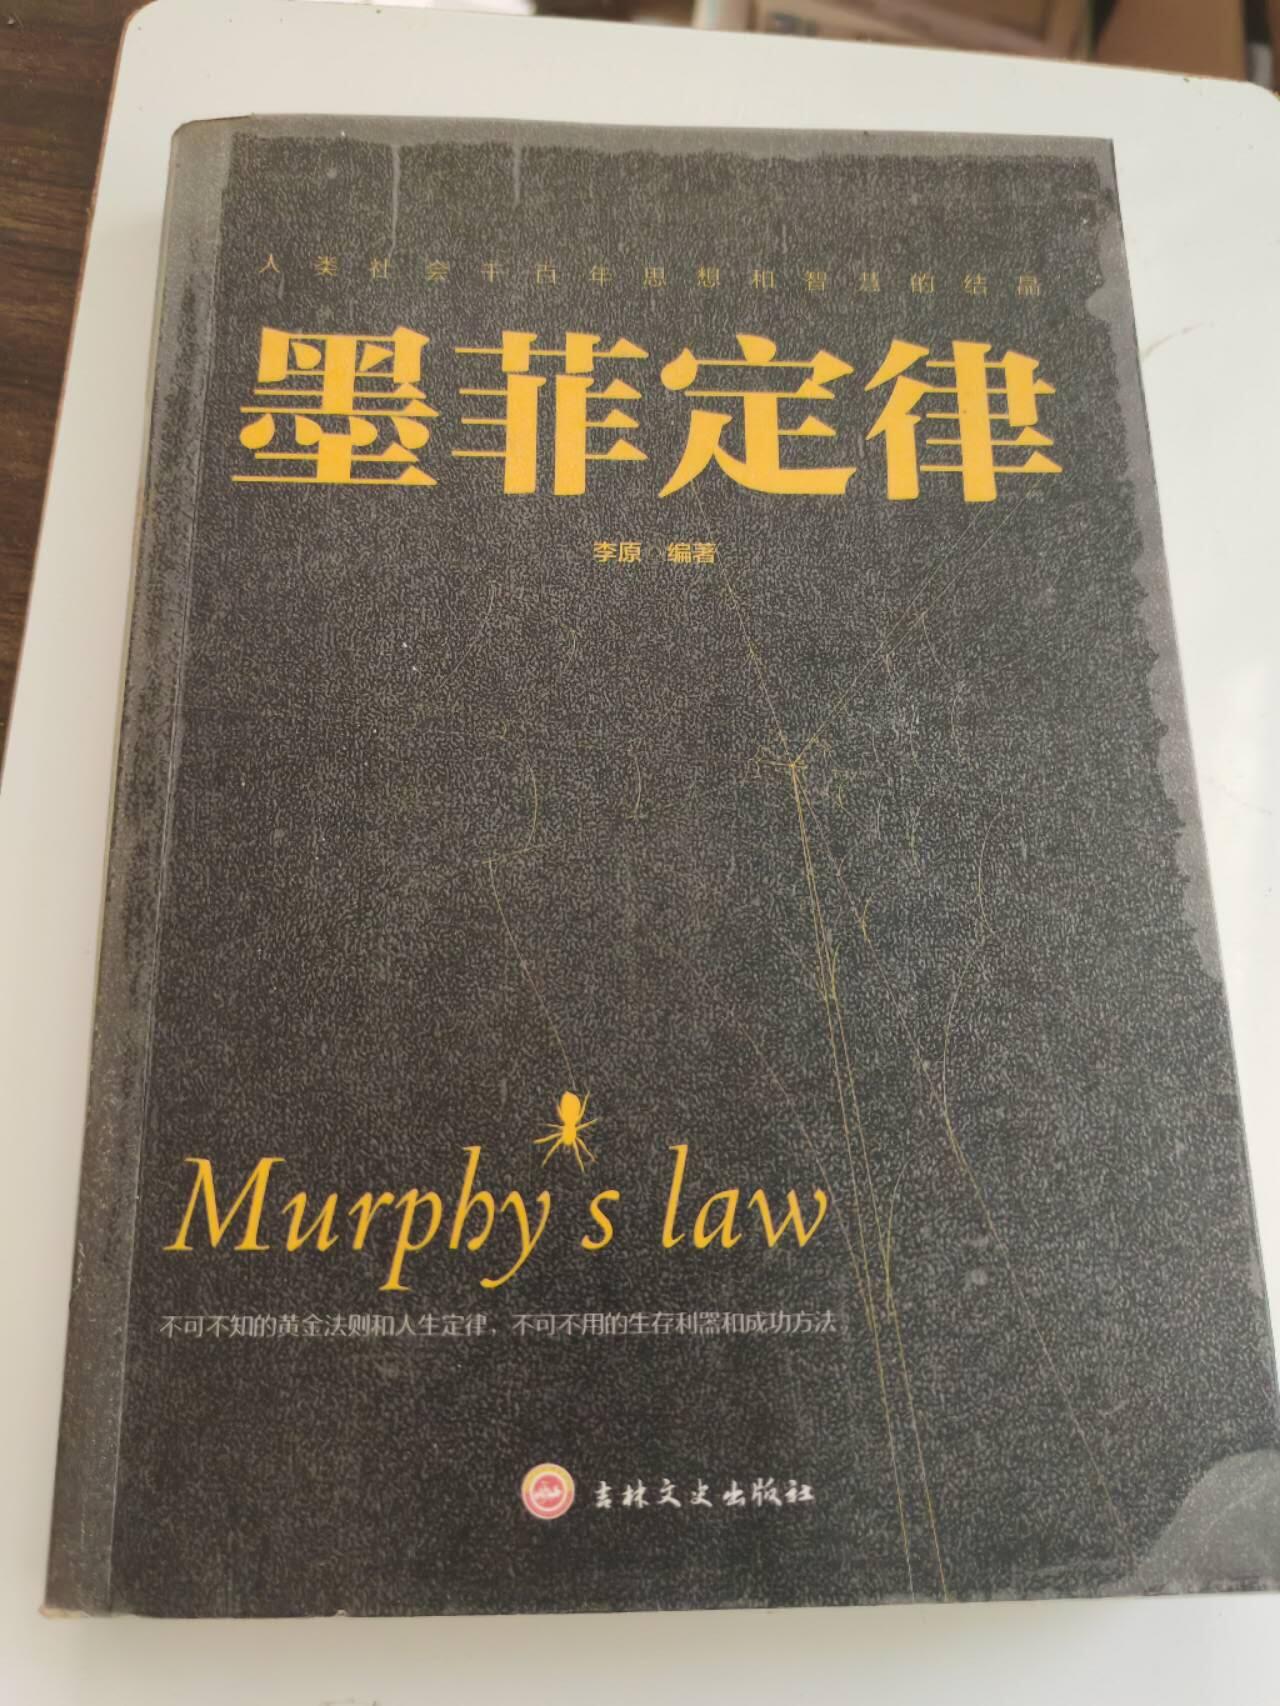 人类社会千百年思想和智慧的结晶
墨菲定律
李原 编著
Murphy's law
不可不知的黄金法则和人生定律，不可不用的生存利器和成功方法
吉林文史出版社